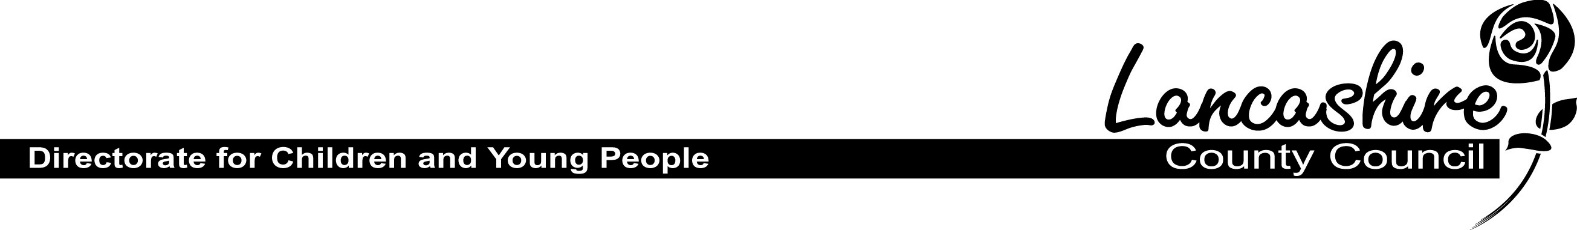 Lancashire
Directorate for Children and Young People
County Council